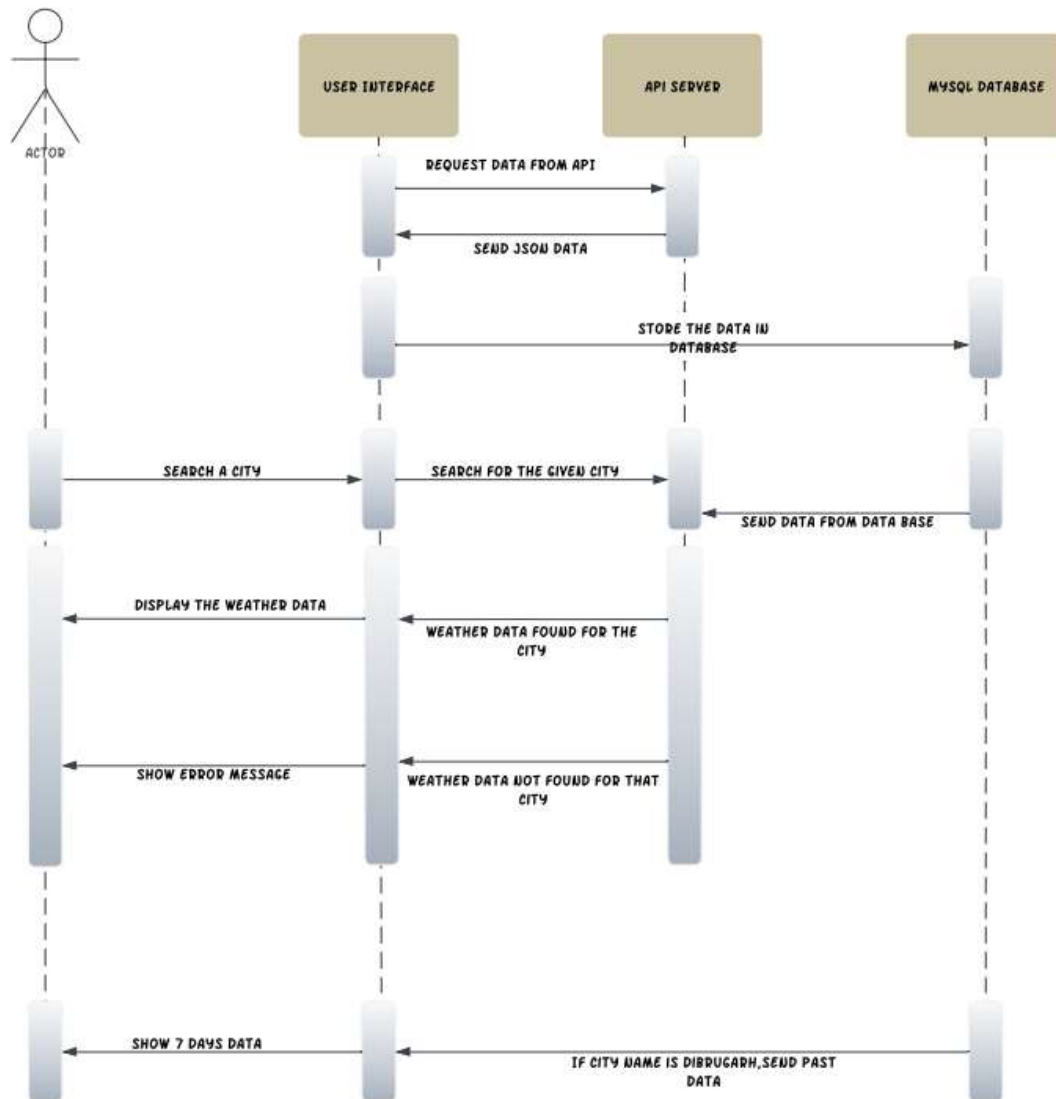 USER INTERFACE
API SERVER
MYSQL DATABASE
ACTOR
REQUEST DATA FROM API
SEND JSON DATA
STORE THE DATA IN
DATABASE
SEARCH A CITY
SEARCH FOR THE GIVEN CITY
SEND DATA FROM DATA BASE
DISPLAY THE WEATHER DATA
WEATHER DATA FOUND FOR THE
CITY
SHOW ERROR MESSAGE
WEATHER DATA NOT FOUND FOR THAT
CITY
SHOW 7 DAYS DATA
IF CITY NAME IS DIBRUGARH,SEND PAST
DATA